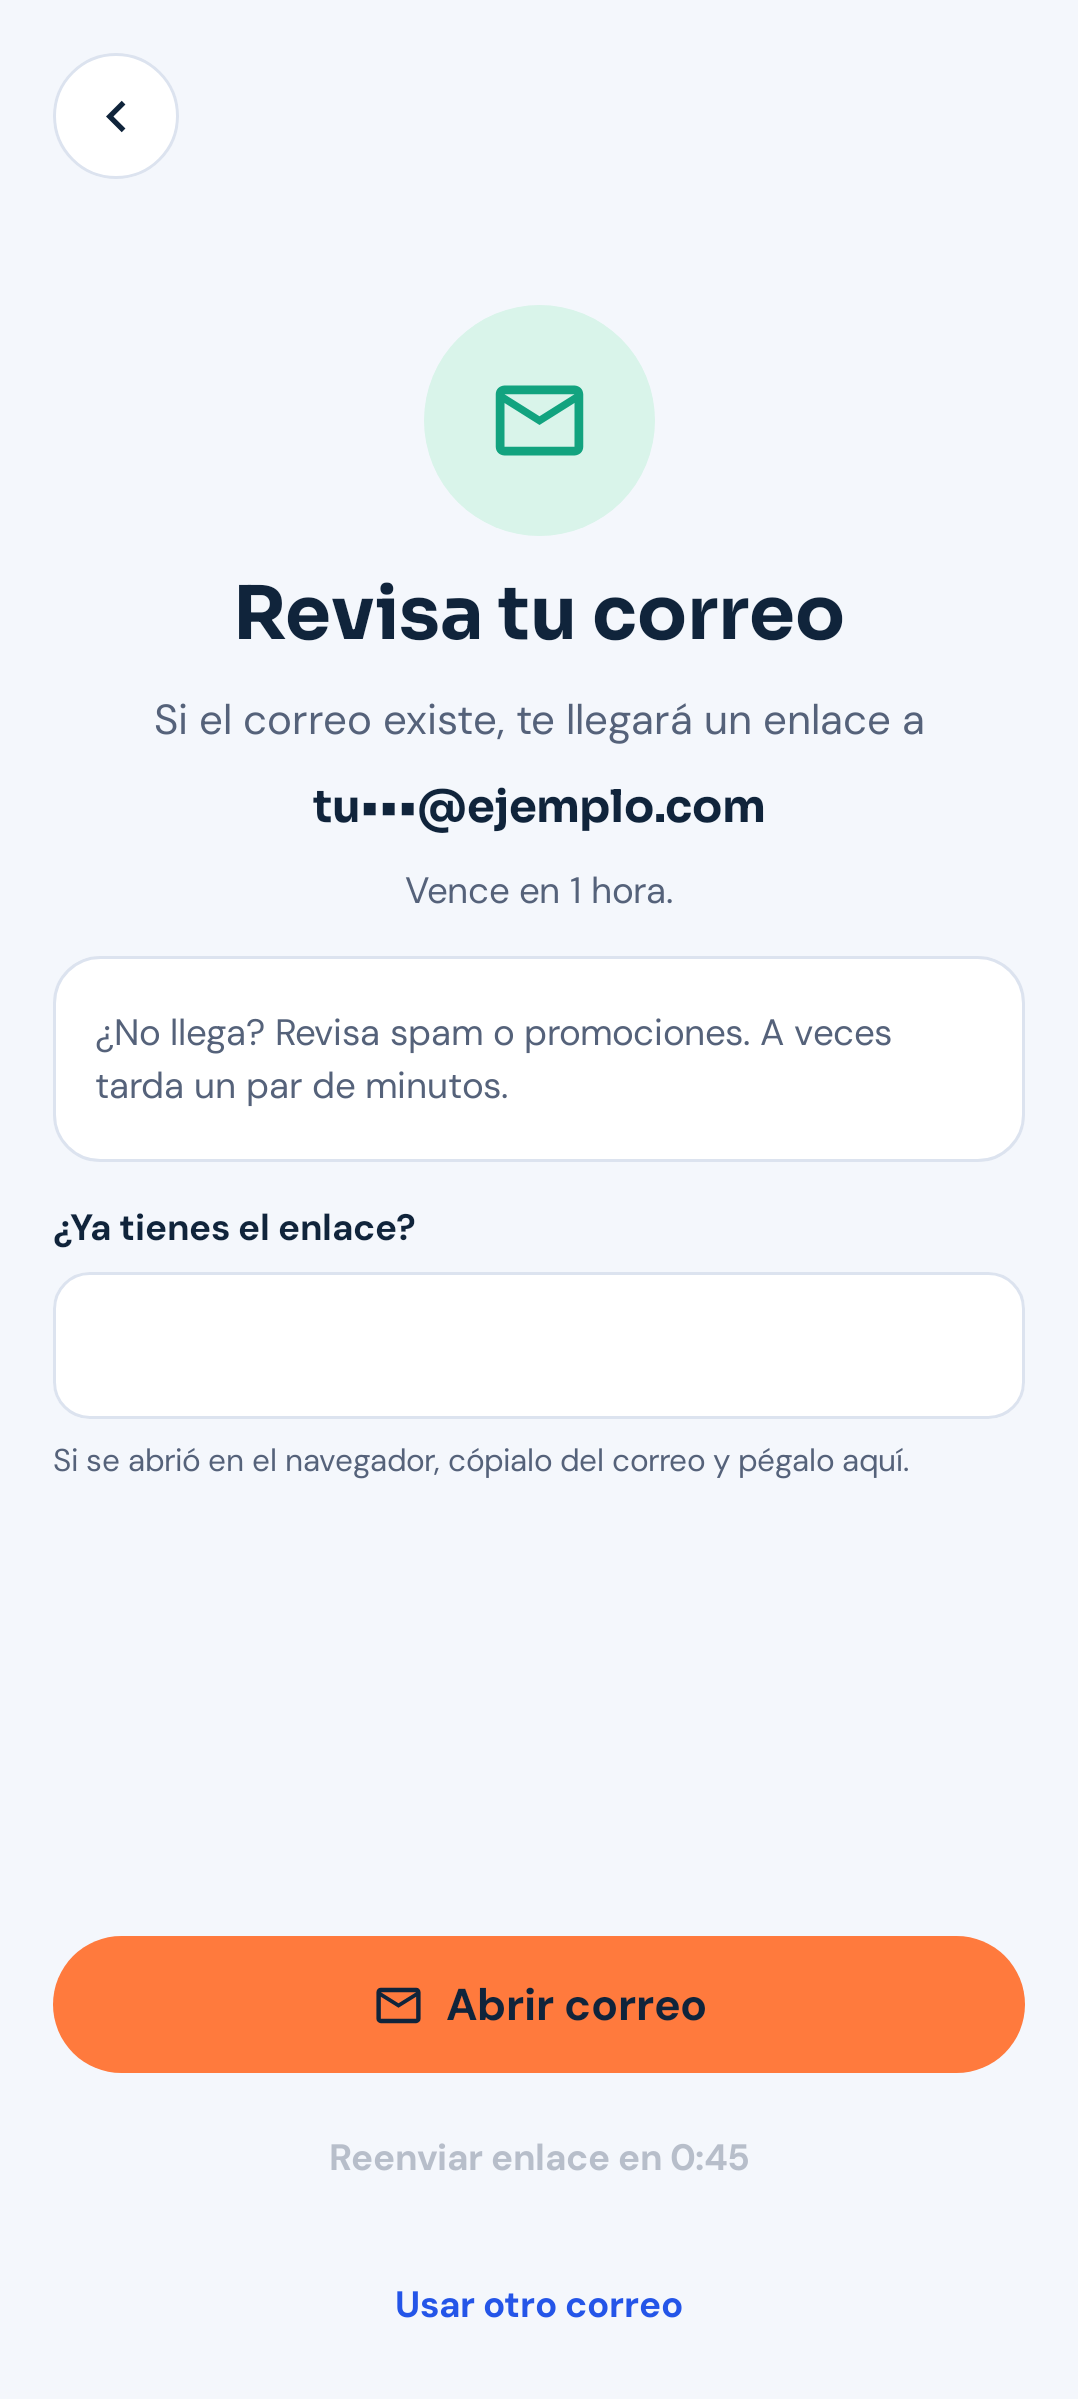 Revisa tu correo
Si el correo existe, te llegará un enlace a
tu▪▪▪@ejemplo.com
Vence en 1 hora.
¿No llega? Revisa spam o promociones. A veces
tarda un par de minutos.
¿Ya tienes el enlace?
Si se abrió en el navegador, cópialo del correo y pégalo aquí.
Abrir correo
Reenviar enlace en 0:45
Usar otro correo